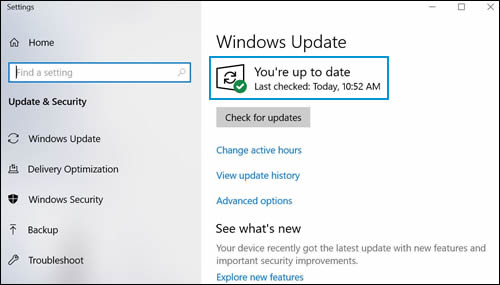 Settings
Home
Find a setting
Update & Security
Windows Update
Delivery Optimization
Windows Security
Backup
Troubleshoot
Windows Update
You're up to date
Last checked: Today, 10:52 AM
Check for updates
Change active hours
View update history
Advanced options
See what's new
Your device recently got the latest update with new features and
important security improvements.
Explore new features